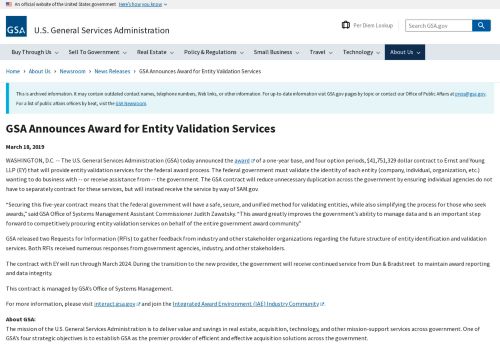 An official website of the United States government Here's how you know
GSA U.S. General Services Administration
Per Diem Lookup
Search GSA.gov
Buy Through Us Sell To Government Real Estate Policy & Regulations Small Business Travel Technology About Us
Home › About Us › Newsroom › News Releases › GSA Announces Award for Entity Validation Services
This is archived information. It may contain outdated contact names, telephone numbers, Web links, or other information. For up-to-date information visit GSA.gov pages by topic or contact our Office of Public Affairs at press@gsa.gov.
For a list of public affairs officers by beat, visit the GSA Newsroom.
GSA Announces Award for Entity Validation Services
March 18, 2019
WASHINGTON, D.C. -- The U.S. General Services Administration (GSA) today announced the award of a one-year base, and four option periods, $41,751,329 dollar contract to Ernst and Young
LLP (EY) that will provide entity validation services for the federal award process. The federal government must validate the identity of each entity (company, individual, organization, etc.)
wanting to do business with -- or receive assistance from -- the government. The GSA contract will reduce unnecessary duplication across the government by ensuring individual agencies do not
have to separately contract for these services, but will instead receive the service by way of SAM.gov.
“Securing this five-year contract means that the federal government will have a safe, secure, and unified method for validating entities, while also simplifying the process for those who seek
awards,” said GSA Office of Systems Management Assistant Commissioner Judith Zawatsky. “This award greatly improves the government’s ability to manage data and is an important step
forward to competitively procuring entity validation services on behalf of the entire government award community”
GSA released two Requests for Information (RFIs) to gather feedback from industry and other stakeholder organizations regarding the future structure of entity identification and validation
services. Both RFIs received numerous responses from government agencies, industry, and other stakeholders.
The contract with EY will run through March 2024. During the transition to the new provider, the government will receive continued service from Dun & Bradstreet to maintain award reporting
and data integrity.
This contract is managed by GSA’s Office of Systems Management.
For more information, please visit interact.gsa.gov and join the Integrated Award Environment (IAE) Industry Community .
About GSA:
The mission of the U.S. General Services Administration is to deliver value and savings in real estate, acquisition, technology, and other mission-support services across government. One of
GSA’s four strategic objectives is to establish GSA as the premier provider of efficient and effective acquisition solutions across the government.